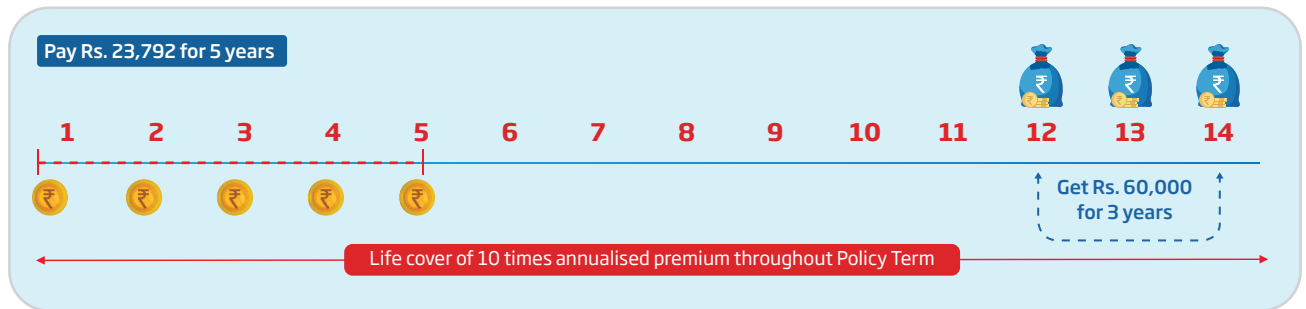 Pay Rs. 23,792 for 5 years
1 2 3 4 5 6 7 8 9 10 11 12 13 14
Get Rs. 60,000
for 3 years
Life cover of 10 times annualised premium throughout Policy Term